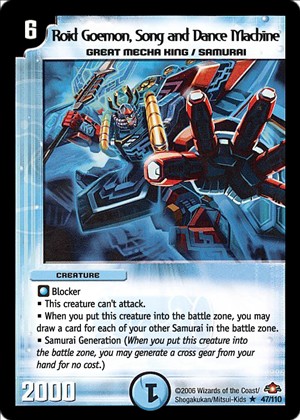 6 Roid Goemon, Song and Dance Machine
GREAT MECHA KING / SAMURAI
CREATURE
Blocker
■ This creature can't attack.
■ When you put this creature into the battle zone, you may
draw a card for each of your other Samurai in the battle zone.
■ Samurai Generation (When you put this creature into
the battle zone, you may generate a cross gear from your
hand for no cost.)
2000
1
©2006 Wizards of the Coast/
Shogakukan/Mitsui-Kids ★ 47/110